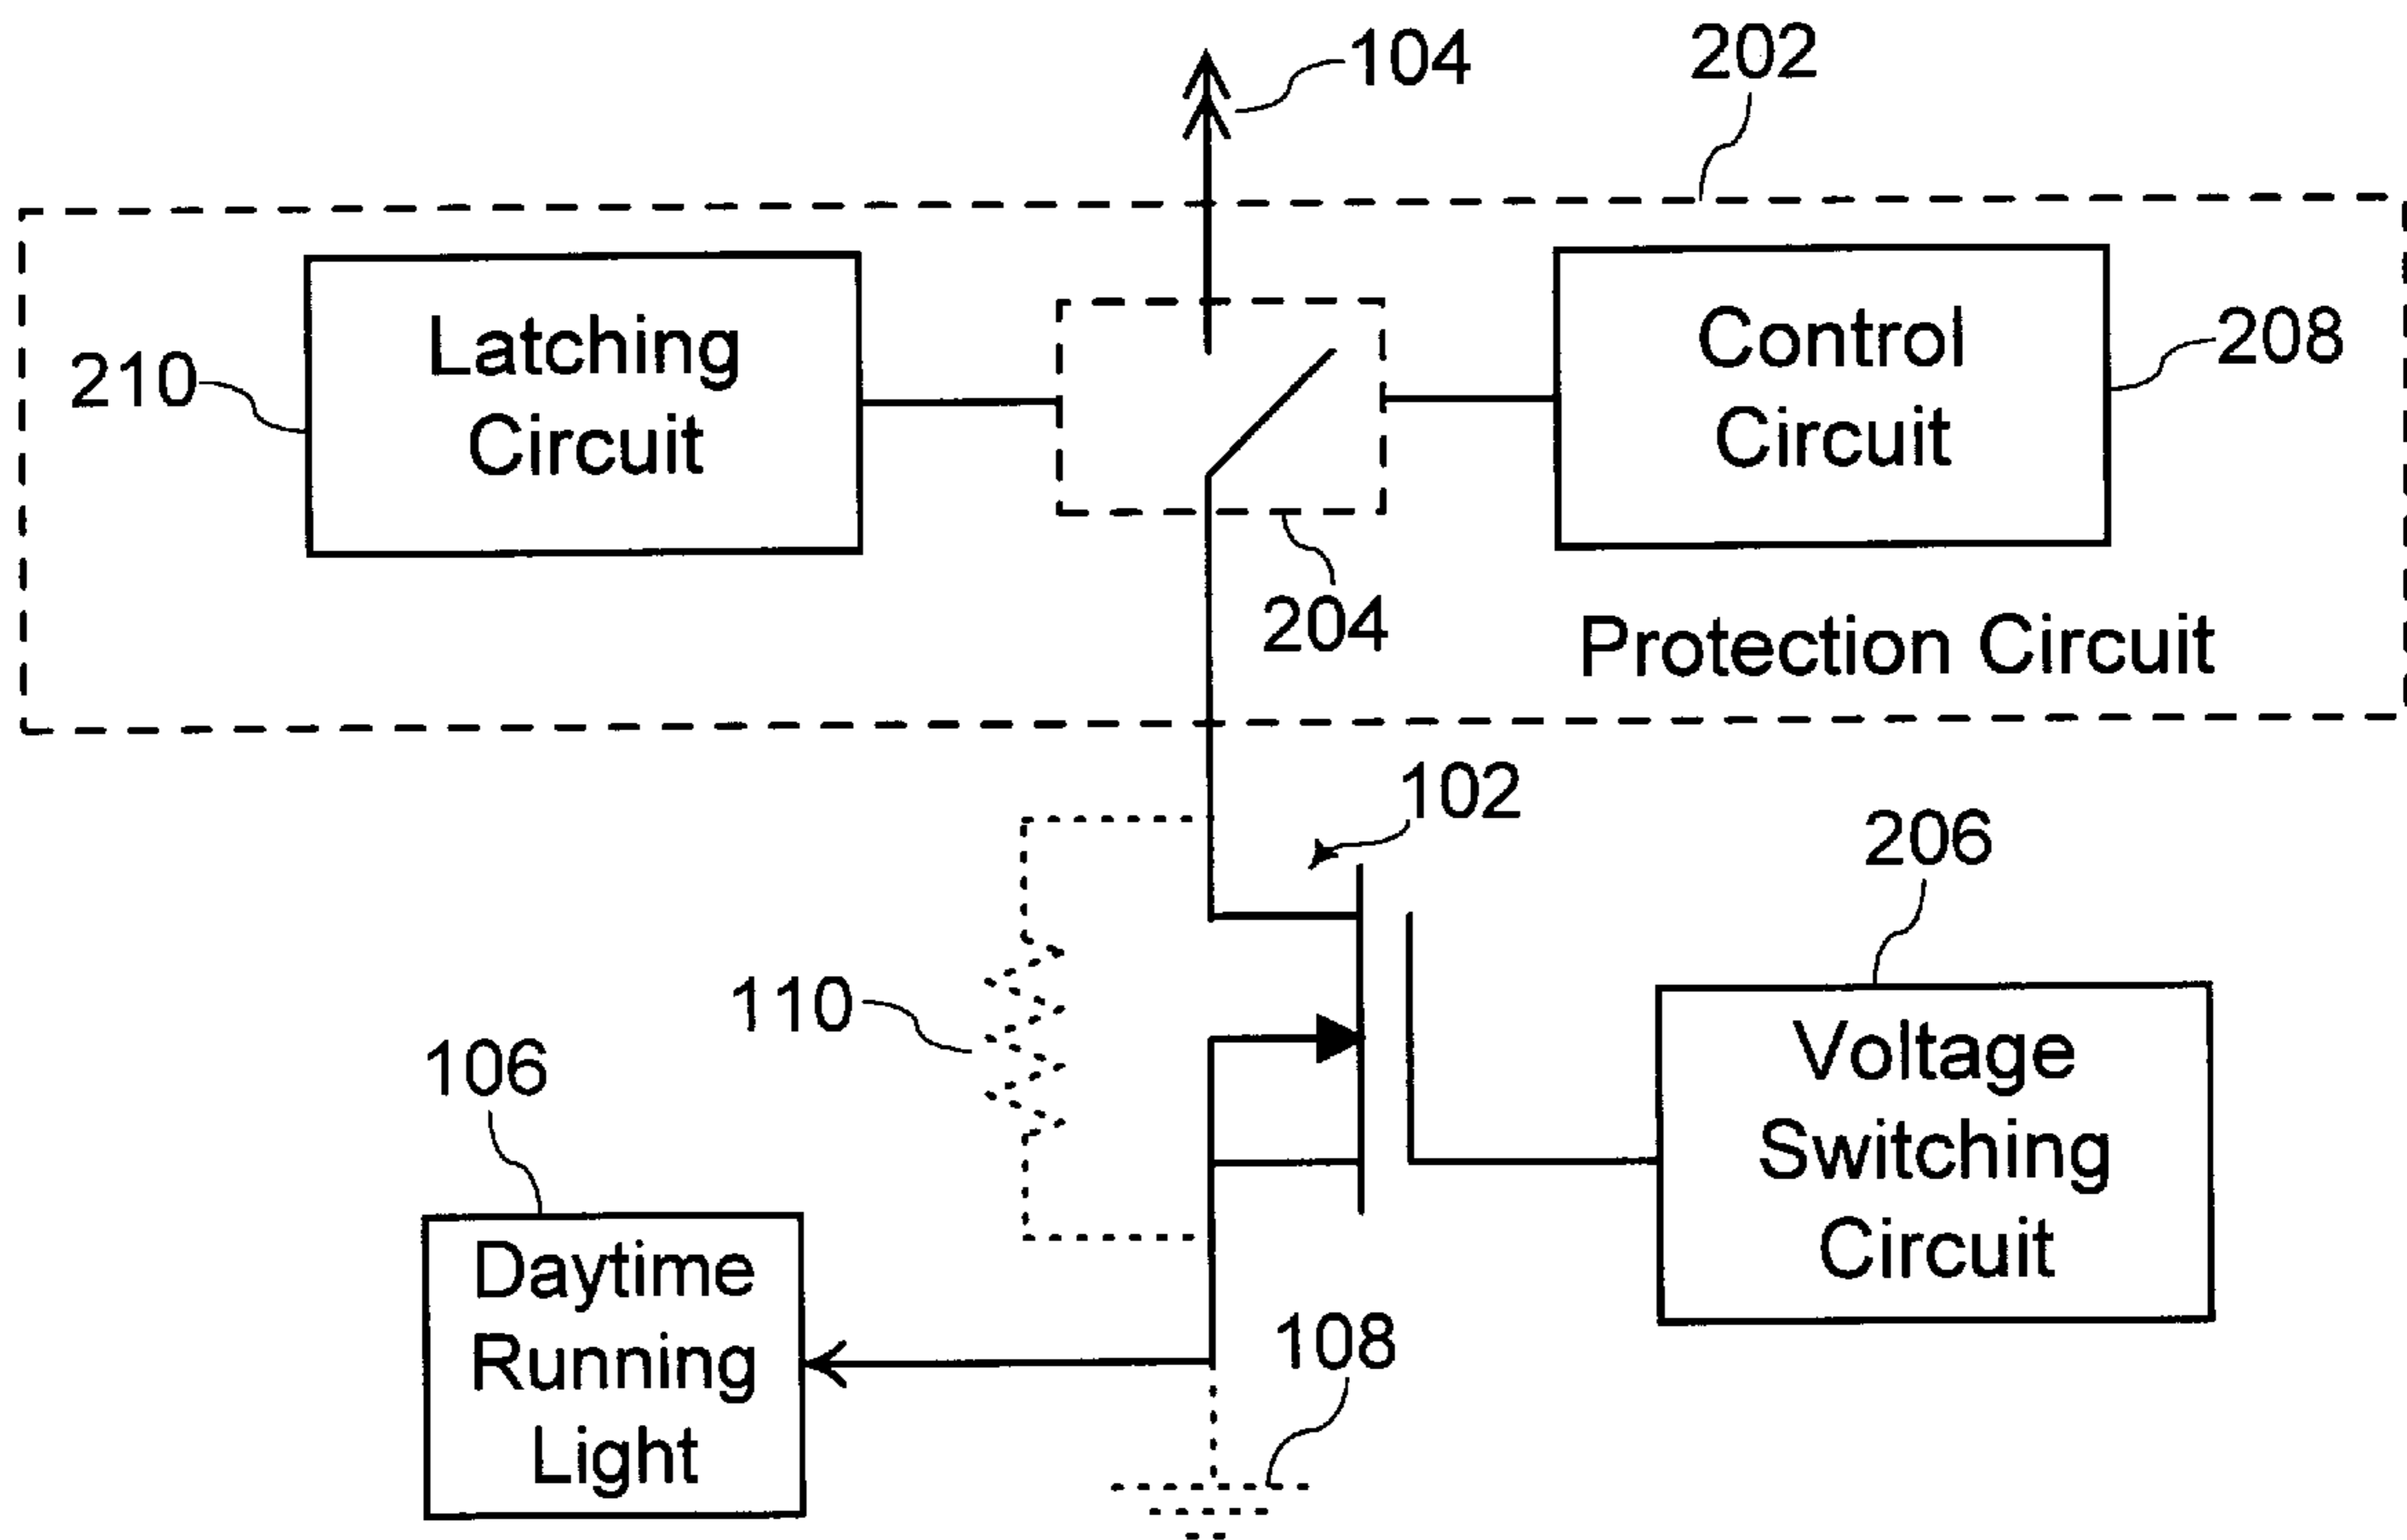 104
202
Latching
Circuit
210
Control
Circuit
208
204
Protection Circuit
102
206
110
Voltage
Switching
Circuit
106
Daytime
Running
Light
108